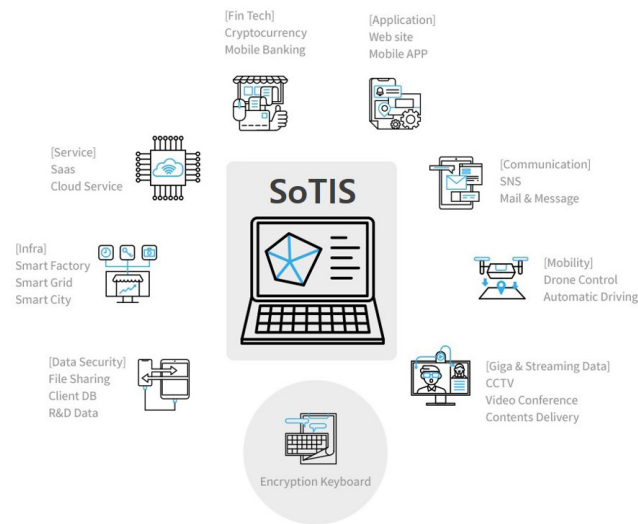 [Fin Tech]
Cryptocurrency
Mobile Banking
[Application]
Web site
Mobile APP
[Service]
Saas
Cloud Service
SoTIS
[Communication]
SNS
Mail & Message
[Infra]
Smart Factory
Smart Grid
Smart City
[Mobility]
Drone Control
Automatic Driving
[Data Security]
File Sharing
Client DB
R&D Data
[Giga & Streaming Data]
CCTV
Video Conference
Contents Delivery
Encryption Keyboard